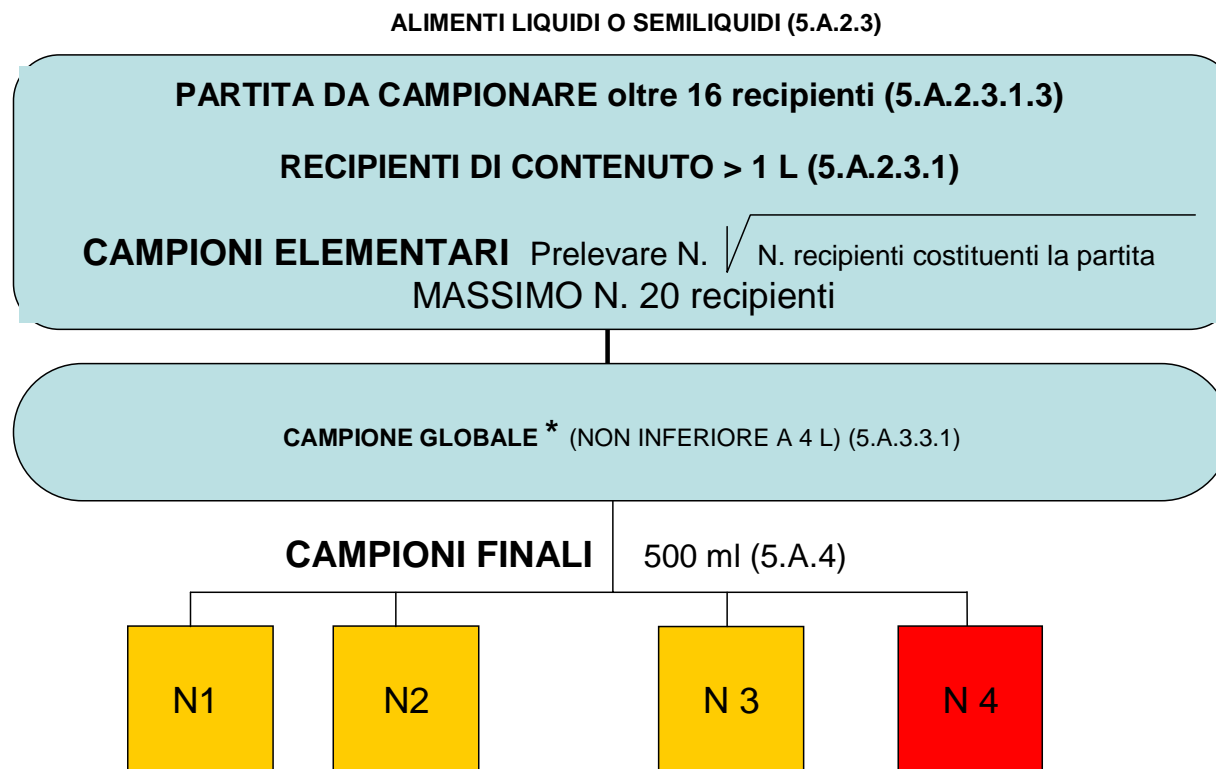 ALIMENTI LIQUIDI O SEMILIQUIDI (5.A.2.3)
PARTITA DA CAMPIONARE oltre 16 recipienti (5.A.2.3.1.3)
RECIPIENTI DI CONTENUTO > 1 L (5.A.2.3.1)
CAMPIONI ELEMENTARI Prelevare N. √ N. recipienti costituenti la partita
MASSIMO N. 20 recipienti
CAMPIONE GLOBALE * (NON INFERIORE A 4 L) (5.A.3.3.1)
CAMPIONI FINALI 500 ml (5.A.4)
N1 N2 N 3 N 4